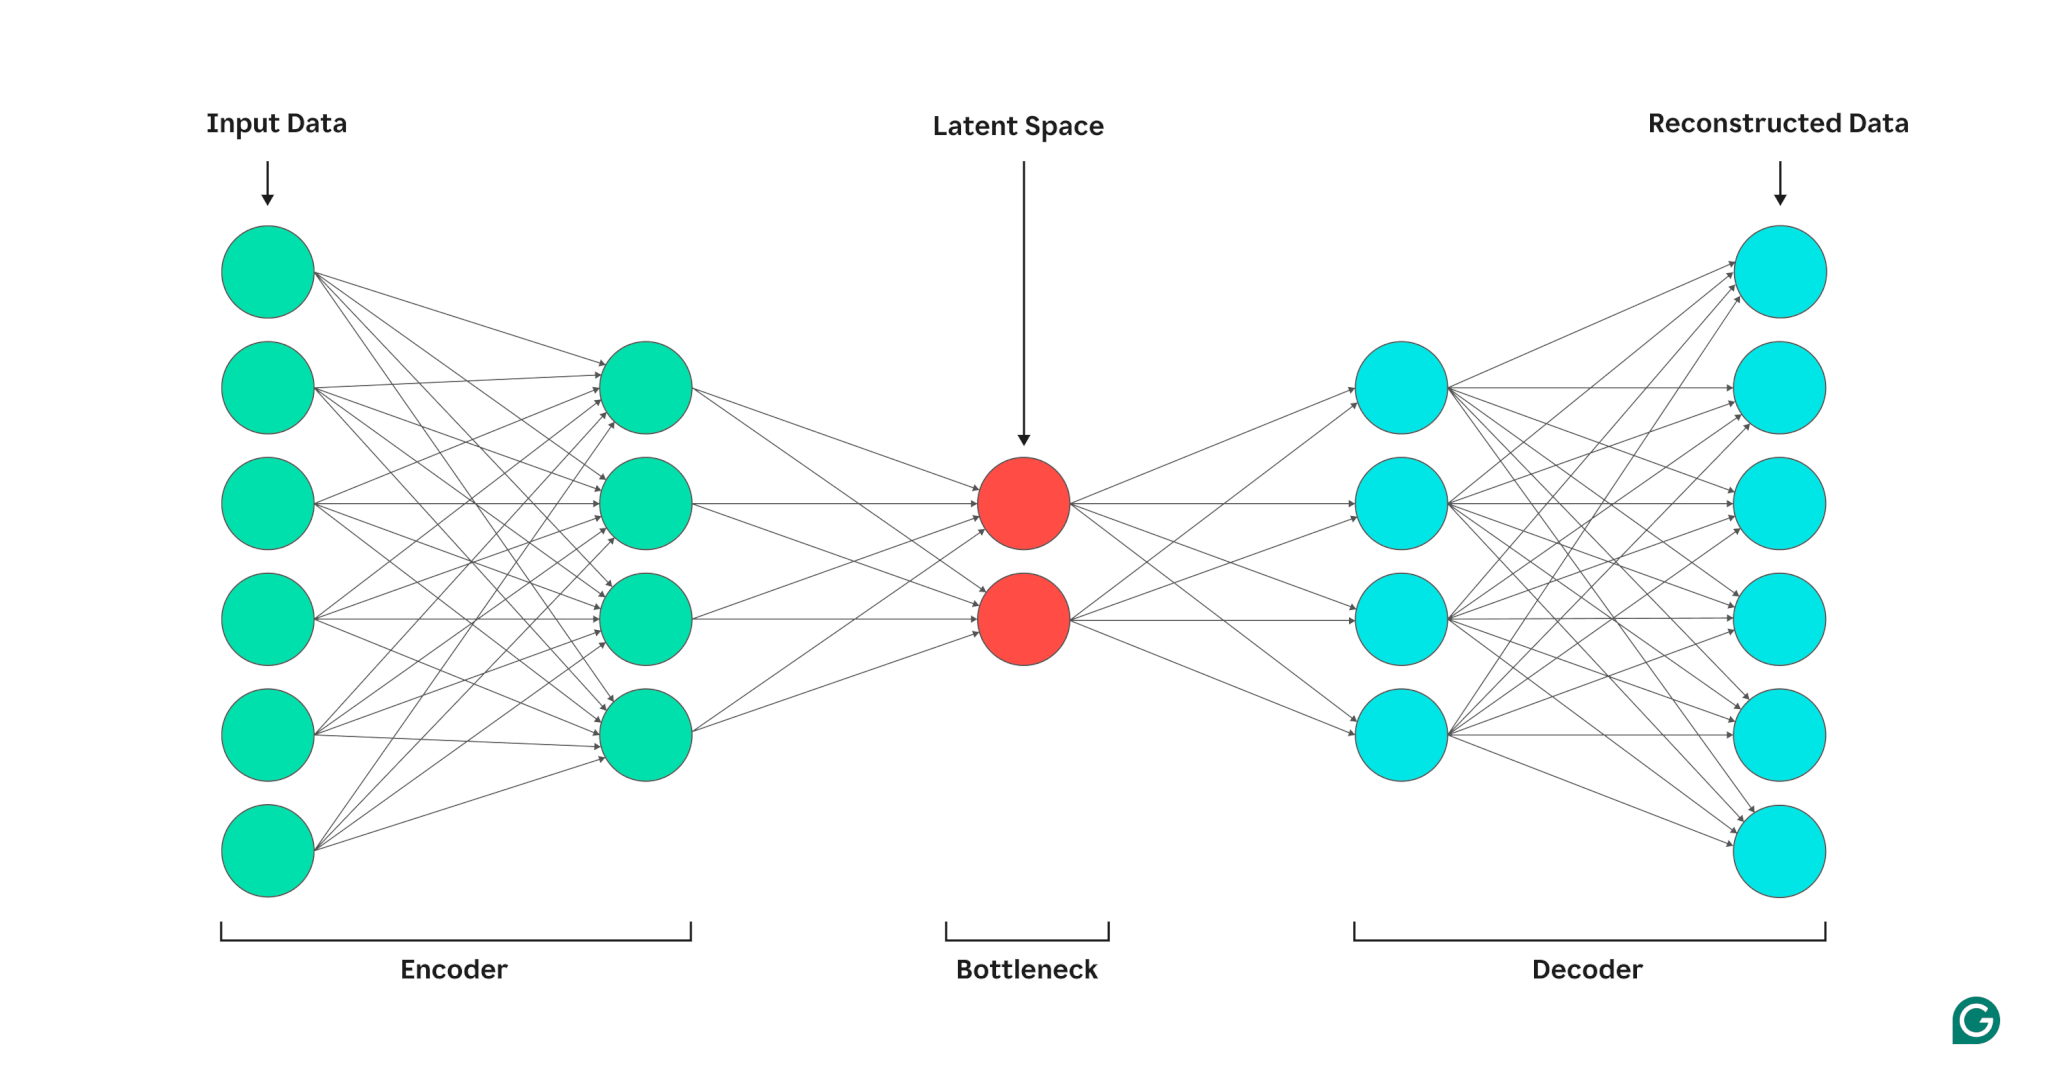 Input Data
Latent Space
Reconstructed Data
Encoder
Bottleneck
Decoder